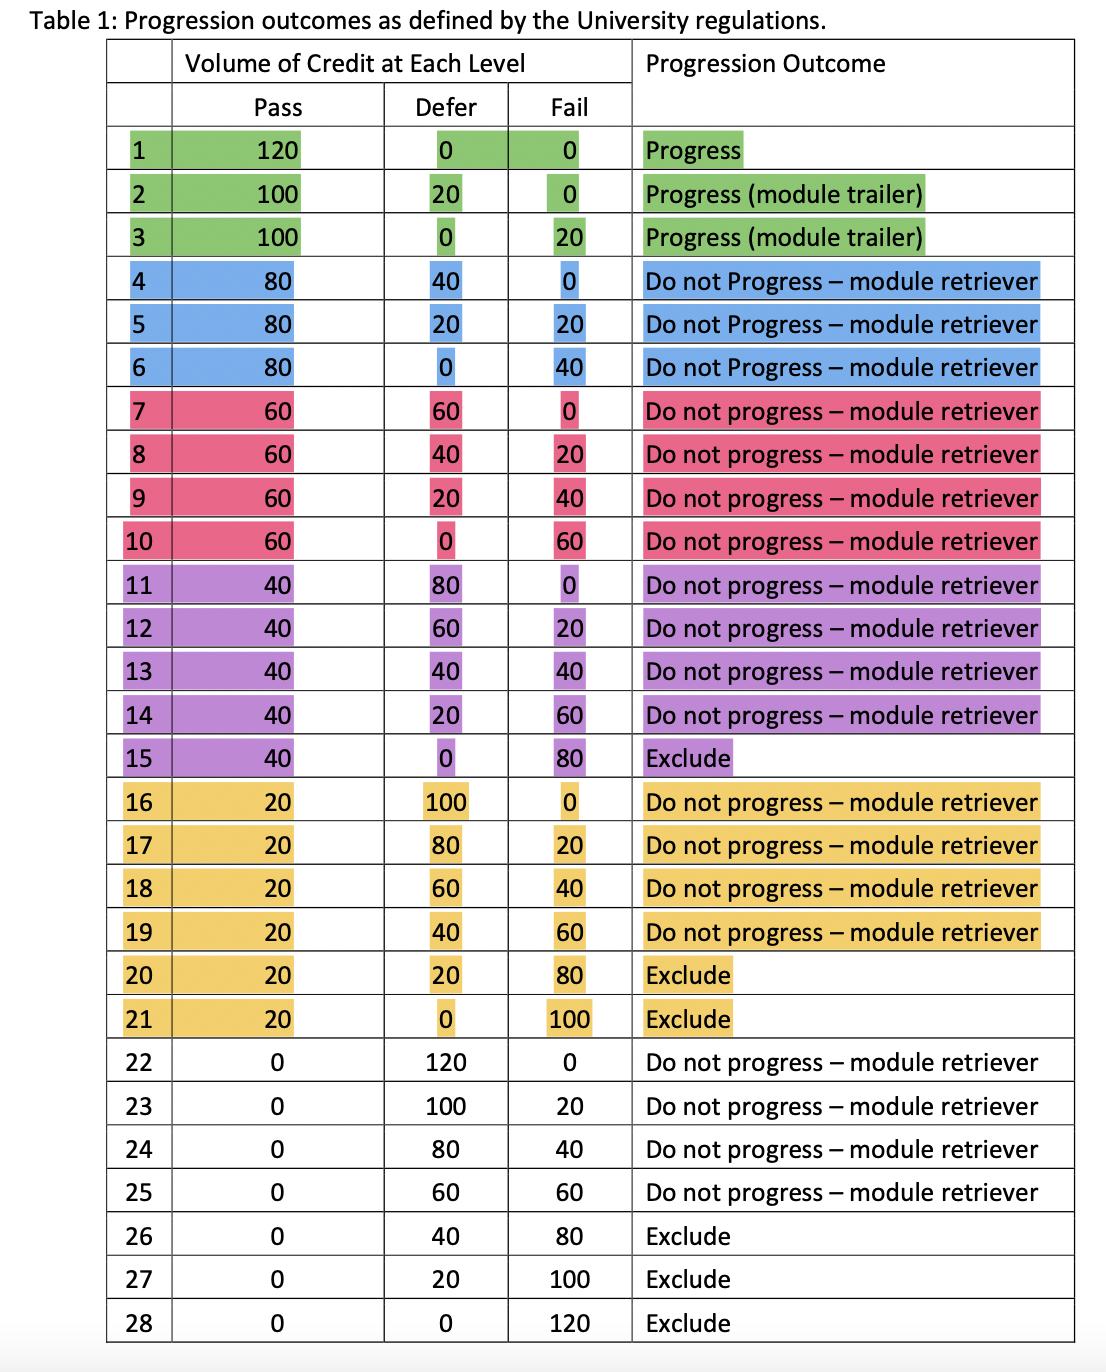 Table 1: Progression outcomes as defined by the University regulations.
Volume of Credit at Each Level Progression Outcome
Pass Defer Fail
1 120 0 0 Progress
2 100 20 0 Progress (module trailer)
3 100 0 20 Progress (module trailer)
4 80 40 0 Do not Progress – module retriever
5 80 20 20 Do not Progress – module retriever
6 80 0 40 Do not Progress – module retriever
7 60 60 0 Do not progress – module retriever
8 60 40 20 Do not progress – module retriever
9 60 20 40 Do not progress – module retriever
10 60 0 60 Do not progress – module retriever
11 40 80 0 Do not progress – module retriever
12 40 60 20 Do not progress – module retriever
13 40 40 40 Do not progress – module retriever
14 40 20 60 Do not progress – module retriever
15 40 0 80 Exclude
16 20 100 0 Do not progress – module retriever
17 20 80 20 Do not progress – module retriever
18 20 60 40 Do not progress – module retriever
19 20 40 60 Do not progress – module retriever
20 20 20 80 Exclude
21 20 0 100 Exclude
22 0 120 0 Do not progress – module retriever
23 0 100 20 Do not progress – module retriever
24 0 80 40 Do not progress – module retriever
25 0 60 60 Do not progress – module retriever
26 0 40 80 Exclude
27 0 20 100 Exclude
28 0 0 120 Exclude